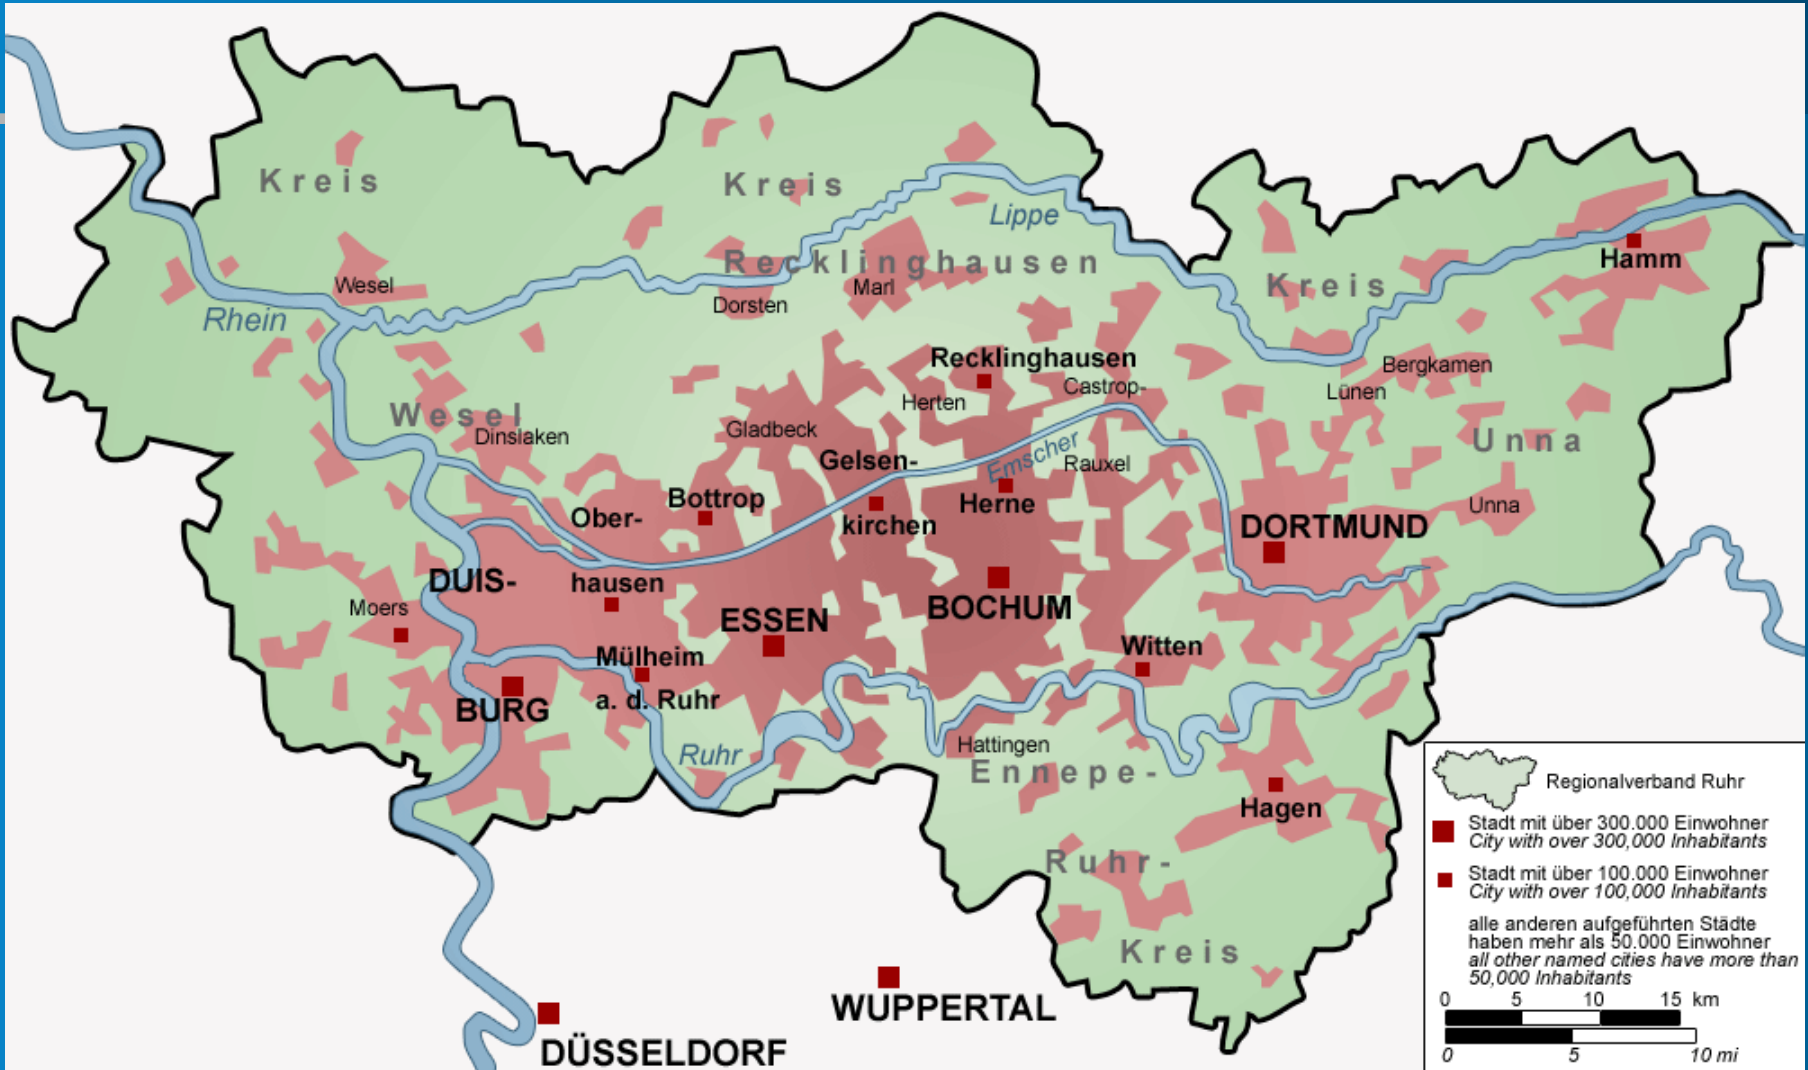 Kreis
Kreis
Lippe
Recklinghausen
Hamm
Kreis
Wesel
Marl
Dorsten
Rhein
Recklinghausen
Bergkamen
Castrop-
Lünen
Herten
Wesel
Gladbeck
Dinslaken
Unna
Gelsen-
Emscher
Rauxel
Bottrop
Herne
Unna
Ober-
kirchen
DORTMUND
DUIS-
hausen
Moers
BOCHUM
ESSEN
Witten
Mülheim
a. d. Ruhr
BURG
Hattingen
Ruhr
Ennepe-
Hagen
Ruhr-
Kreis
WUPPERTAL
DÜSSELDORF
Regionalverband Ruhr
Stadt mit über 300.000 Einwohner
City with over 300,000 Inhabitants
Stadt mit über 100.000 Einwohner
City with over 100,000 Inhabitants
alle anderen aufgeführten Städte
haben mehr als 50.000 Einwohner
all other named cities have more than
50,000 Inhabitants
0 5 10 15 km
0 5 10 mi